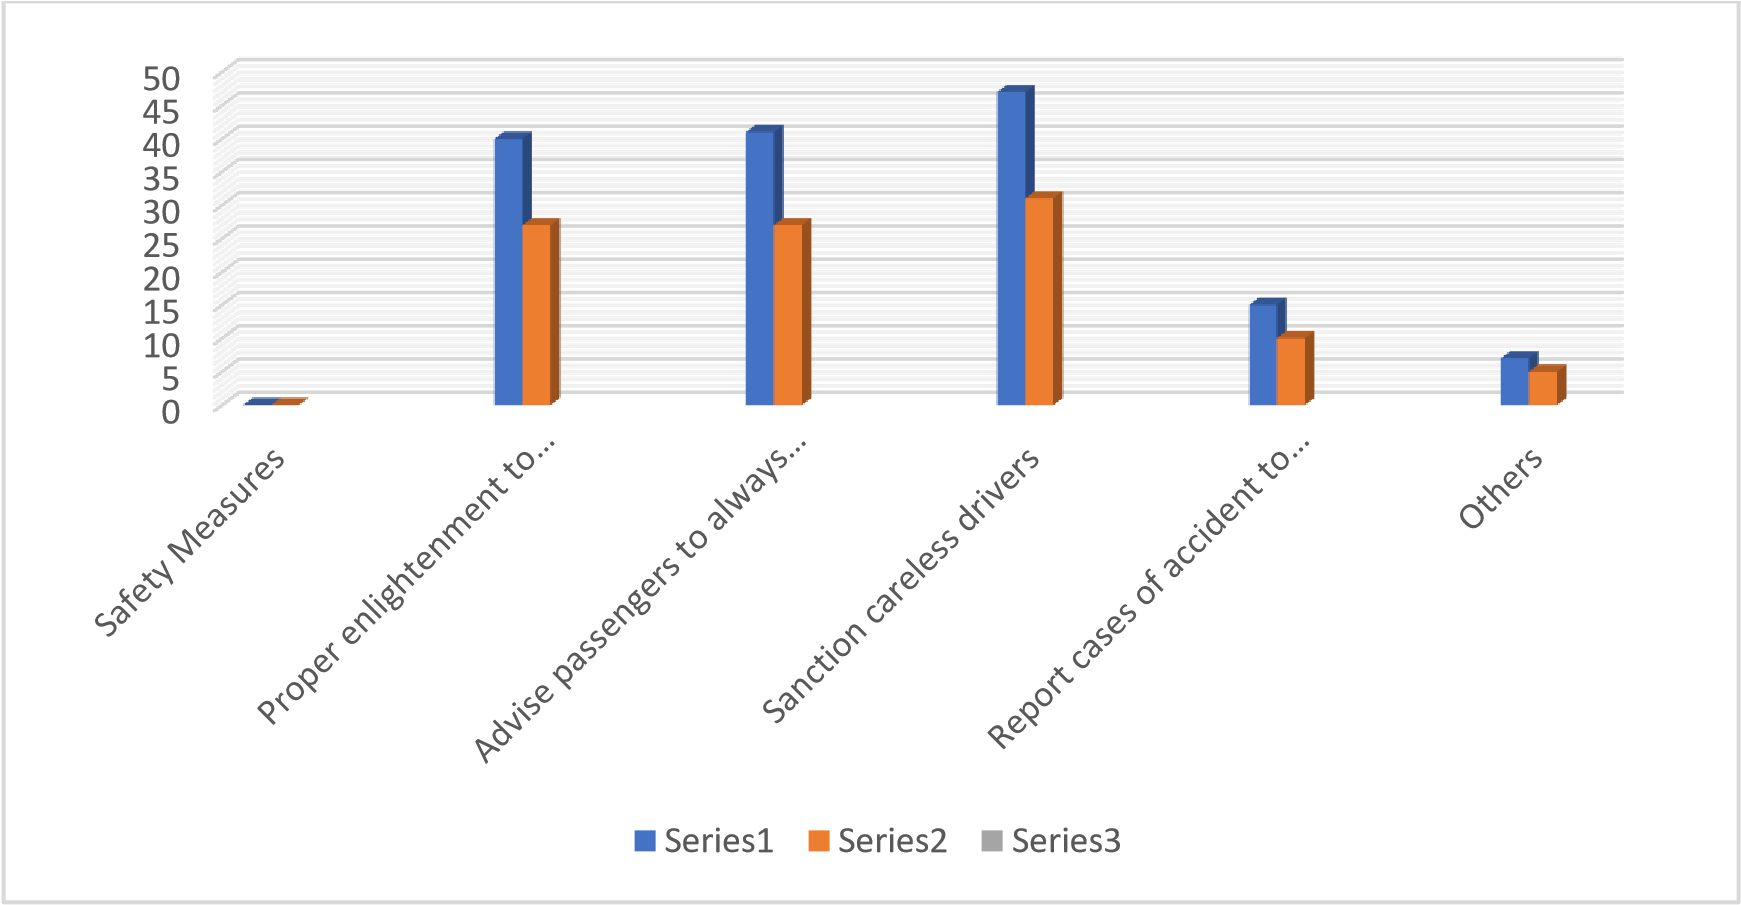 50
45
40
35
30
25
20
15
10
5
0
Safety Measures
Proper enlightenment to...
Advise passengers to always...
Sanction careless drivers
Report cases of accident to...
Others
Series1 Series2 Series3